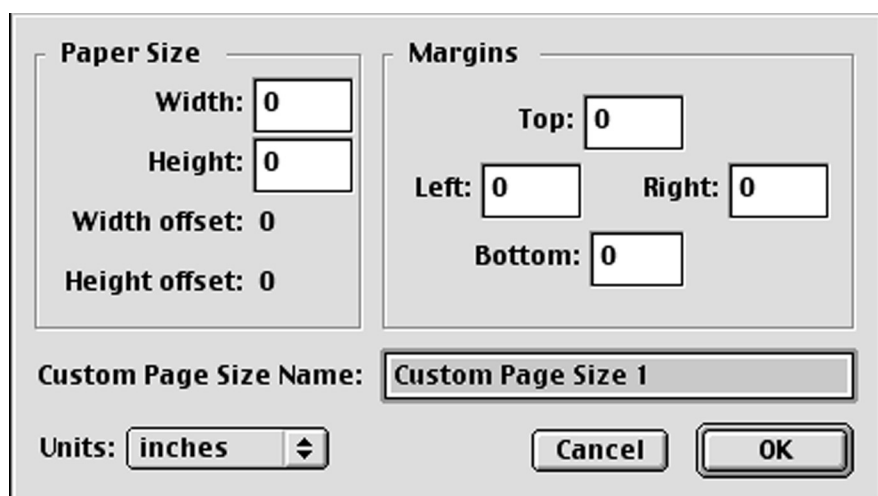 Paper Size
Width: 0
Height: 0
Width offset: 0
Height offset: 0
Margins
Top: 0
Left: 0 Right: 0
Bottom: 0
Custom Page Size Name: Custom Page Size 1
Units: inches Cancel OK